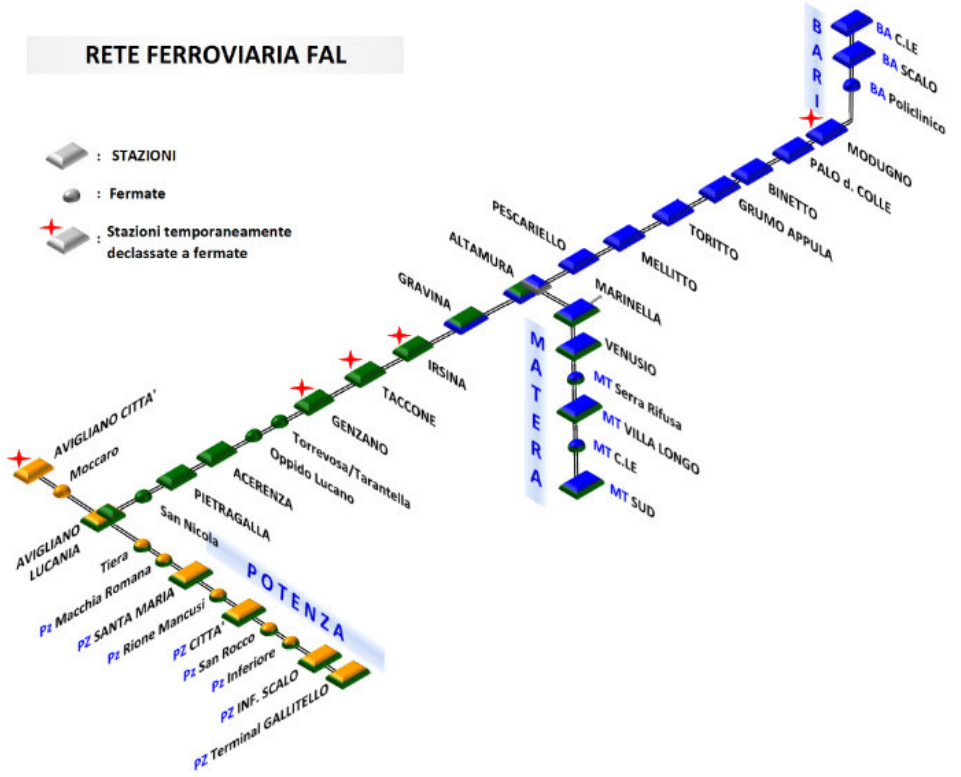 RETE FERROVIARIA FAL
: STAZIONI
: Fermate
: Stazioni temporaneamente
declassate a fermate
BARI
BA C.LE
BA SCALO
BA Policlinico
MODUGNO
PALO d. COLLE
BINETTO
GRUMO APPULA
TORITTO
MELLITTO
PESCARIELLO
ALTAMURA
MARINELLA
MATERA
VENUSIO
MT Serra Rifusa
MT VILLA LONGO
MT C.LE
MT SUD
GRAVINA
IRSINA
TACCONE
GENZANO
Torrevosa/Tarantella
Oppido Lucano
ACERENZA
PIETRAGALLA
San Nicola
AVIGLIANO CITTA'
Moccaro
AVIGLIANO
LUCANIA
Tiera
POTENZA
Pz Macchia Romana
PZ SANTA MARIA
Pz Rione Mancusi
PZ CITTA'
Pz San Rocco
Pz Inferiore
PZ INF. SCALO
PZ Terminal GALLITELLO